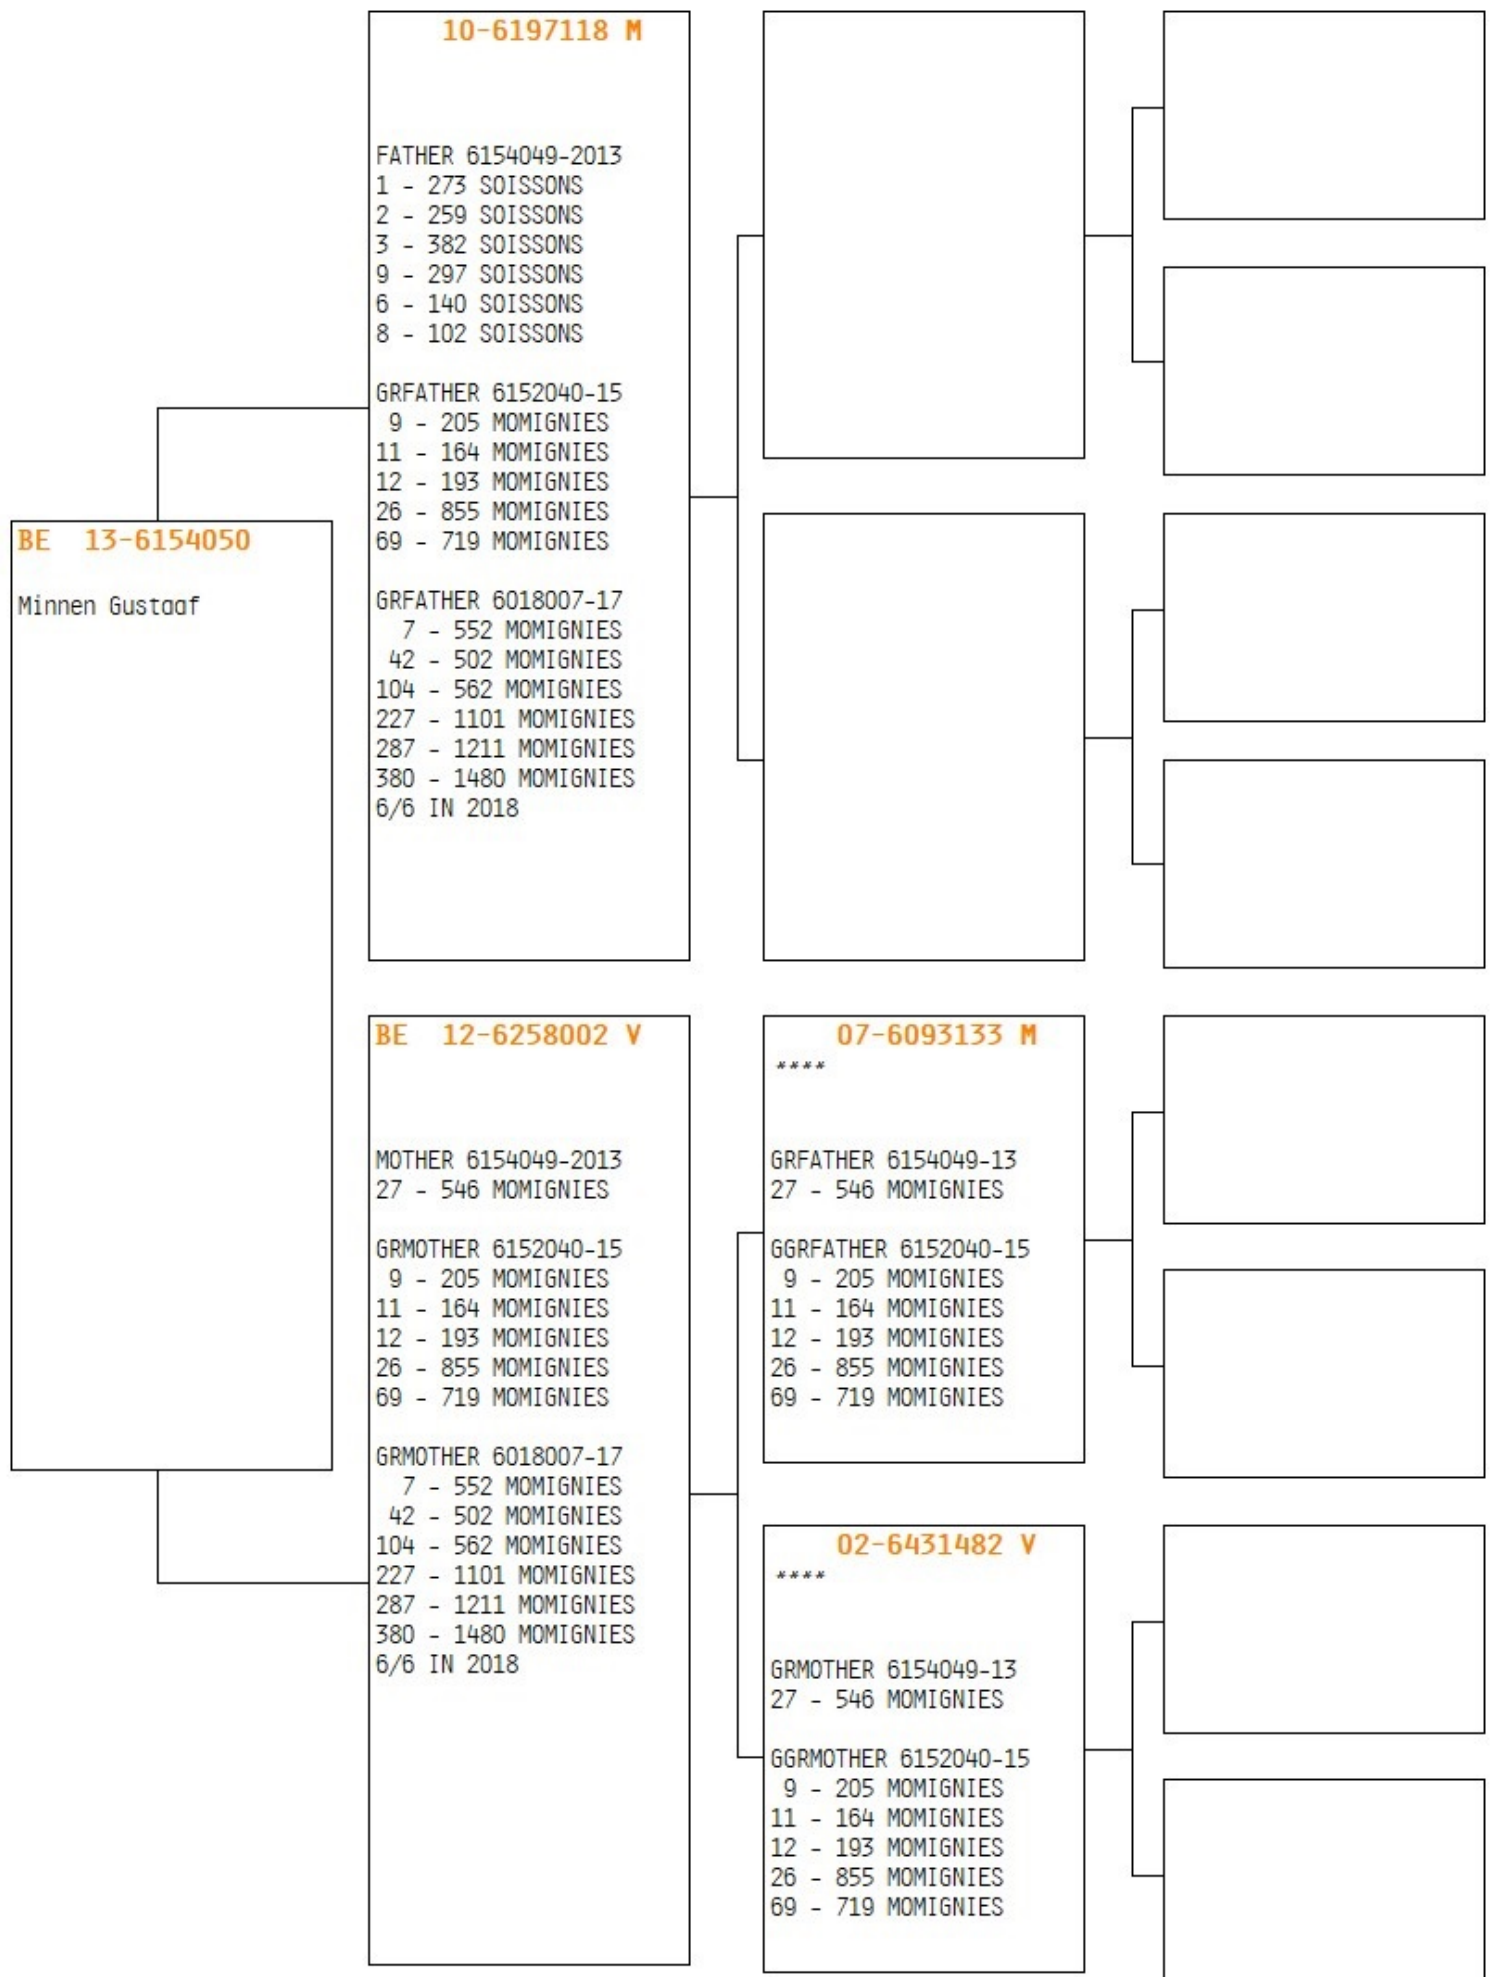 10-6197118 M
FATHER 6154049-2013
1 - 273 SOISSONS
2 - 259 SOISSONS
3 - 382 SOISSONS
9 - 297 SOISSONS
6 - 140 SOISSONS
8 - 102 SOISSONS
GRFATHER 6152040-15
9 - 205 MOMIGNIES
11 - 164 MOMIGNIES
12 - 193 MOMIGNIES
26 - 855 MOMIGNIES
69 - 719 MOMIGNIES
GRFATHER 6018007-17
7 - 552 MOMIGNIES
42 - 502 MOMIGNIES
104 - 562 MOMIGNIES
227 - 1101 MOMIGNIES
287 - 1211 MOMIGNIES
380 - 1480 MOMIGNIES
6/6 IN 2018
BE 13-6154050
Minnen Gustaaf
BE 12-6258002 V
MOTHER 6154049-2013
27 - 546 MOMIGNIES
GRMOTHER 6152040-15
9 - 205 MOMIGNIES
11 - 164 MOMIGNIES
12 - 193 MOMIGNIES
26 - 855 MOMIGNIES
69 - 719 MOMIGNIES
GRMOTHER 6018007-17
7 - 552 MOMIGNIES
42 - 502 MOMIGNIES
104 - 562 MOMIGNIES
227 - 1101 MOMIGNIES
287 - 1211 MOMIGNIES
380 - 1480 MOMIGNIES
6/6 IN 2018
07-6093133 M
****
GRFATHER 6154049-13
27 - 546 MOMIGNIES
GGRFATHER 6152040-15
9 - 205 MOMIGNIES
11 - 164 MOMIGNIES
12 - 193 MOMIGNIES
26 - 855 MOMIGNIES
69 - 719 MOMIGNIES
02-6431482 V
****
GRMOTHER 6154049-13
27 - 546 MOMIGNIES
GGRMOTHER 6152040-15
9 - 205 MOMIGNIES
11 - 164 MOMIGNIES
12 - 193 MOMIGNIES
26 - 855 MOMIGNIES
69 - 719 MOMIGNIES